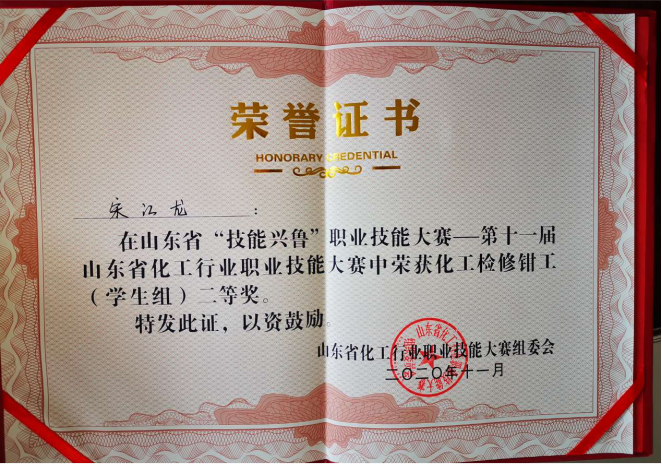 荣誉证书
HONORARY CREDENTIAL
宋江龙：
在山东省“技能兴鲁”职业技能大赛—第十一届
山东省化工行业职业技能大赛中荣获化工检修钳工
（学生组）二等奖。
特发此证，以资鼓励。
山东省化工行业职业技能大赛组委会
二〇二〇年十一月